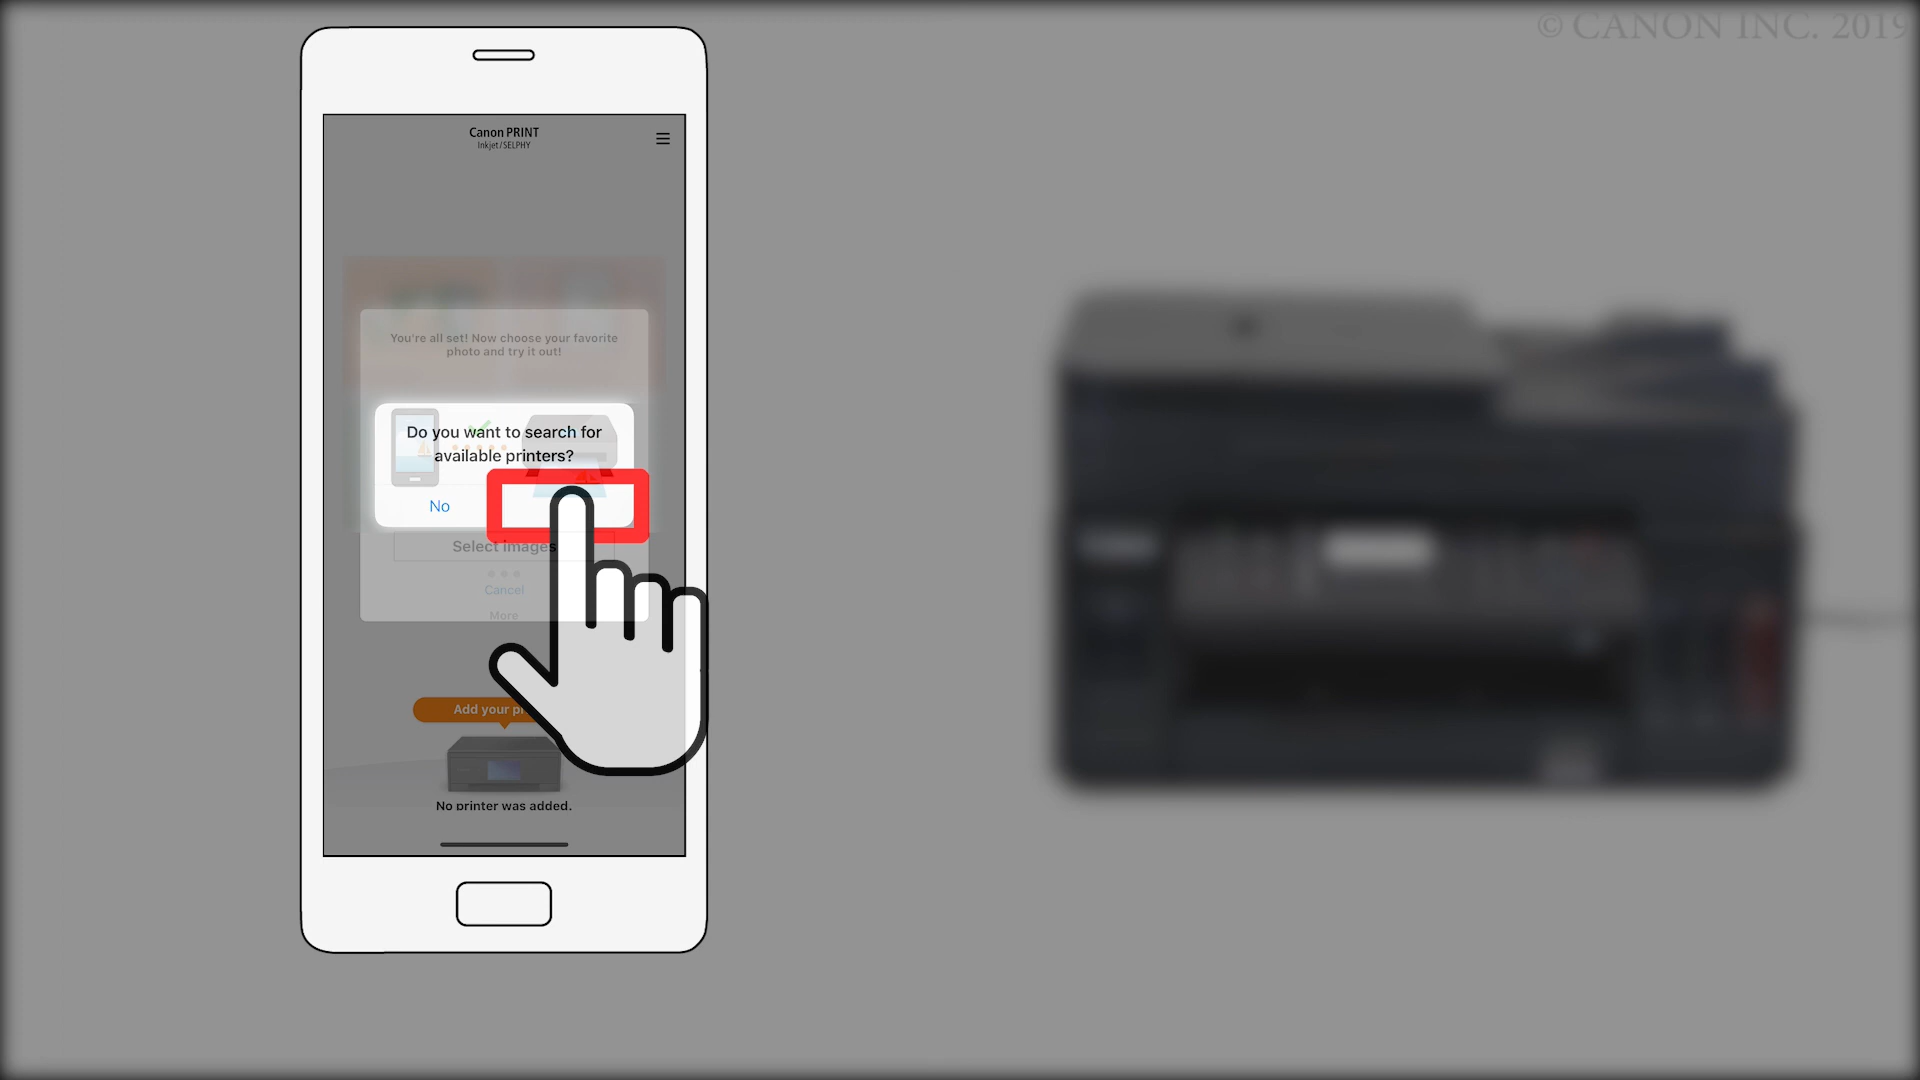 © CANON INC. 2019
Canon PRINT
Inkjet/SELPHY
You're all set! Now choose your favorite
photo and try it out!
Do you want to search for
available printers?
No
Select images
Cancel
More
Add your
No printer was added.